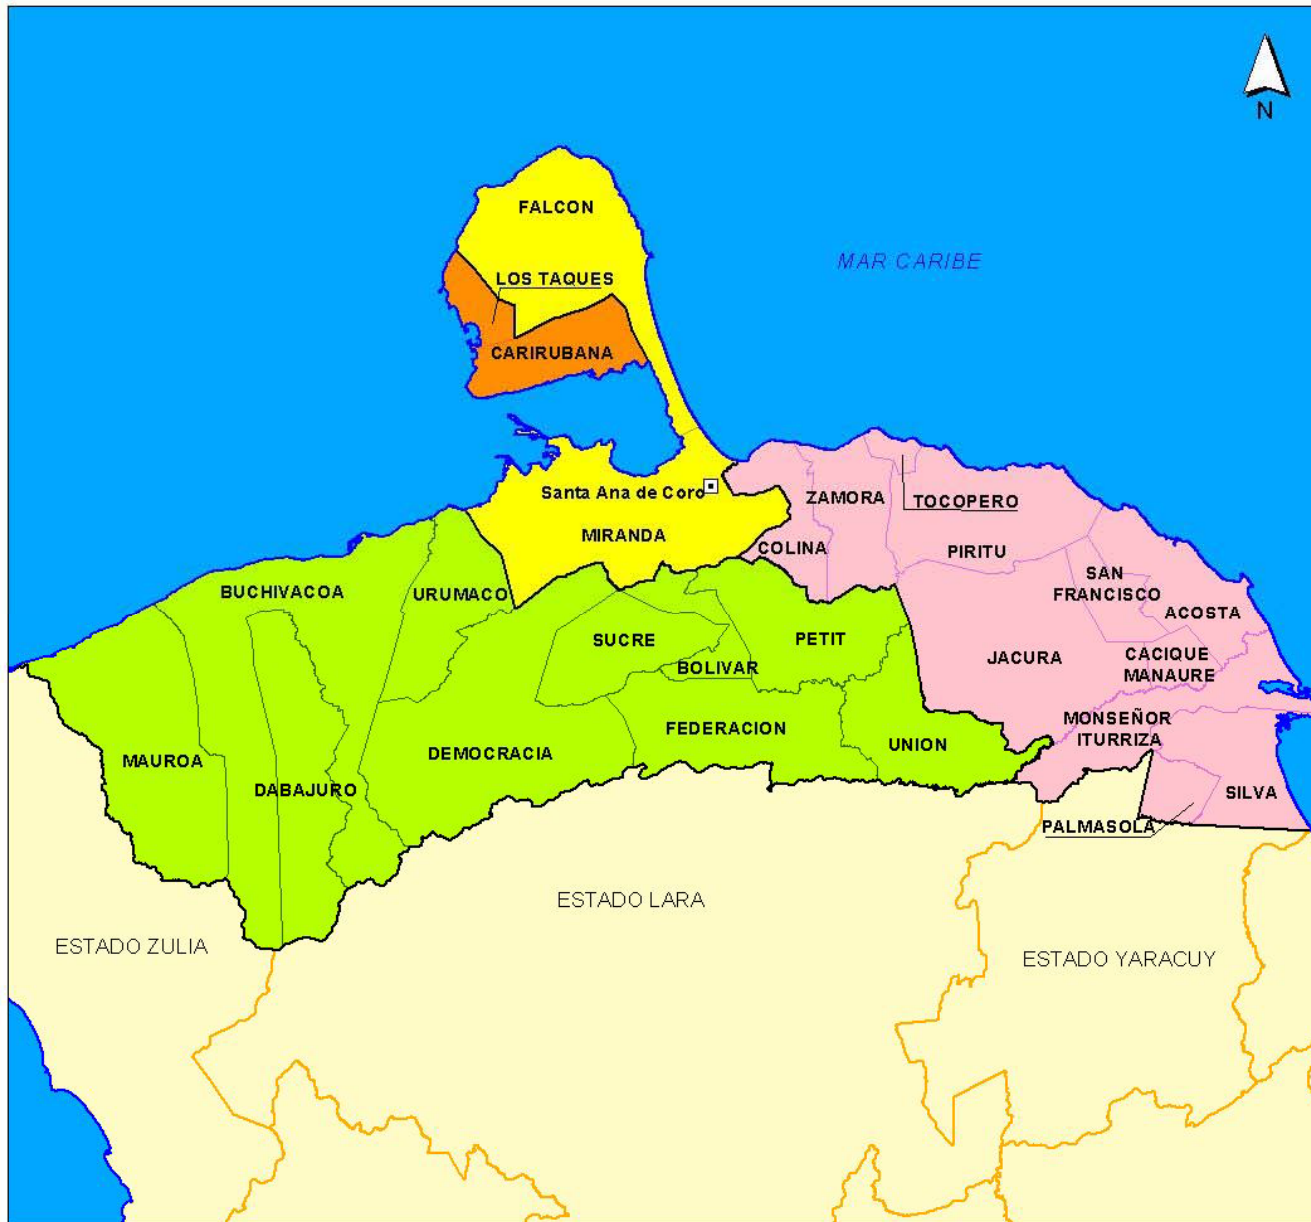 N
FALCON
MAR CARIBE
LOS TAQUES
CARIRUBANA
Santa Ana de Coro
ZAMORA
TOCOPERO
MIRANDA
COLINA
PIRITU
BUCHIVACOA
URUMACO
SAN
FRANCISCO
ACOSTA
SUCRE
PETIT
BOLIVAR
JACURA
CACIQUE
MANAURE
MONSEÑOR
ITURRIZA
FEDERACION
UNION
MAUROA
DEMOCRACIA
DABAJURO
SILVA
PALMASOLA
ESTADO LARA
ESTADO ZULIA
ESTADO YARACUY